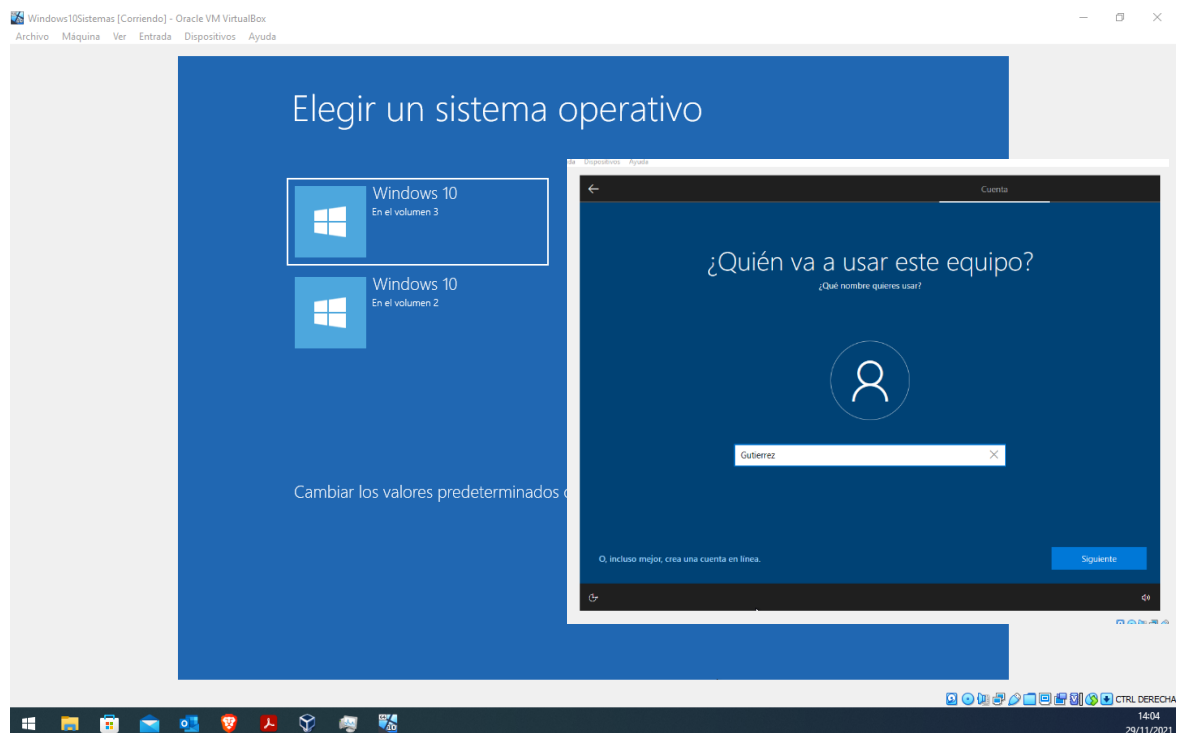 Windows10Sistemas [Corriendo] - Oracle VM VirtualBox
Archivo Máquina Ver Entrada Dispositivos Ayuda
Elegir un sistema operativo
Windows 10
En el volumen 3
Windows 10
En el volumen 2
Cambiar los valores predeterminados
Dispositivos Ayuda
Cuenta
¿Quién va a usar este equipo?
¿Qué nombre quieres usar?
Gutierrez
O, incluso mejor, crea una cuenta en línea.
Siguiente
CTRL DERECHA
14:04
29/11/2021